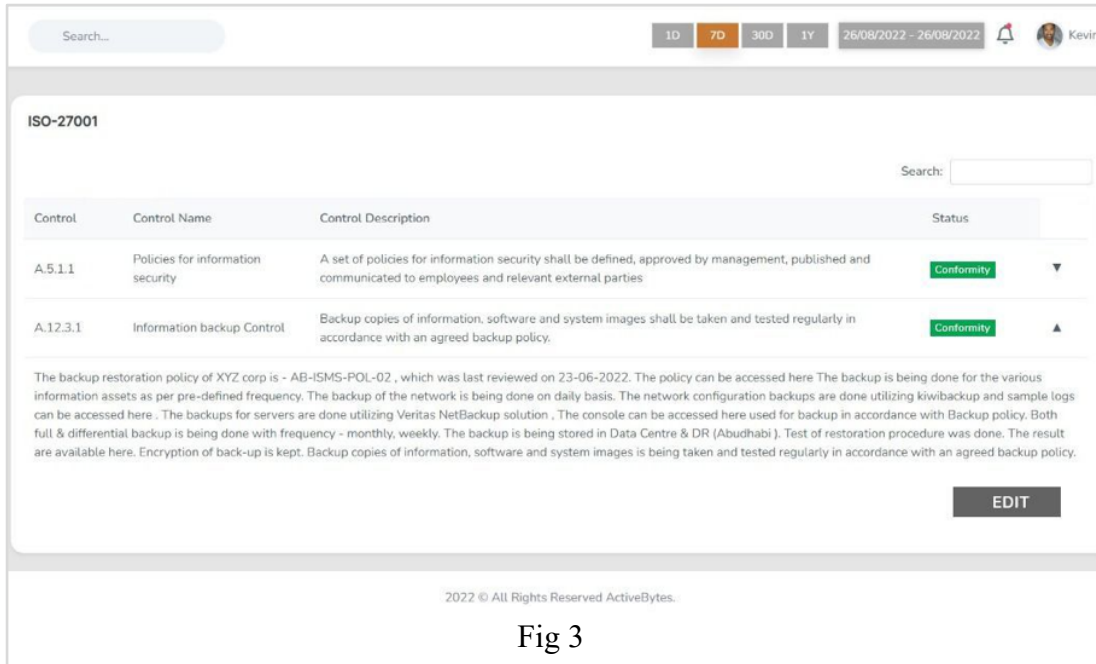 Search...
1D 7D 30D 1Y 26/08/2022 - 26/08/2022 Kevin
ISO-27001
Search:
Control Control Name Control Description Status
A.5.1.1
Policies for information
security
A set of policies for information security shall be defined, approved by management, published and
communicated to employees and relevant external parties
Conformity
A.12.3.1
Information backup Control
Backup copies of information, software and system images shall be taken and tested regularly in
accordance with an agreed backup policy.
Conformity
The backup restoration policy of XYZ corp is - AB-ISMS-POL-02 , which was last reviewed on 23-06-2022. The policy can be accessed here The backup is being done for the various
information assets as per pre-defined frequency. The backup of the network is being done on daily basis. The network configuration backups are done utilizing kiwibackup and sample logs
can be accessed here . The backups for servers are done utilizing Veritas NetBackup solution , The console can be accessed here used for backup in accordance with Backup policy. Both
full & differential backup is being done with frequency - monthly, weekly. The backup is being stored in Data Centre & DR (Abudhabi ). Test of restoration procedure was done. The result
are available here. Encryption of back-up is kept. Backup copies of information, software and system images is being taken and tested regularly in accordance with an agreed backup policy.
EDIT
2022 © All Rights Reserved ActiveBytes.
Fig 3